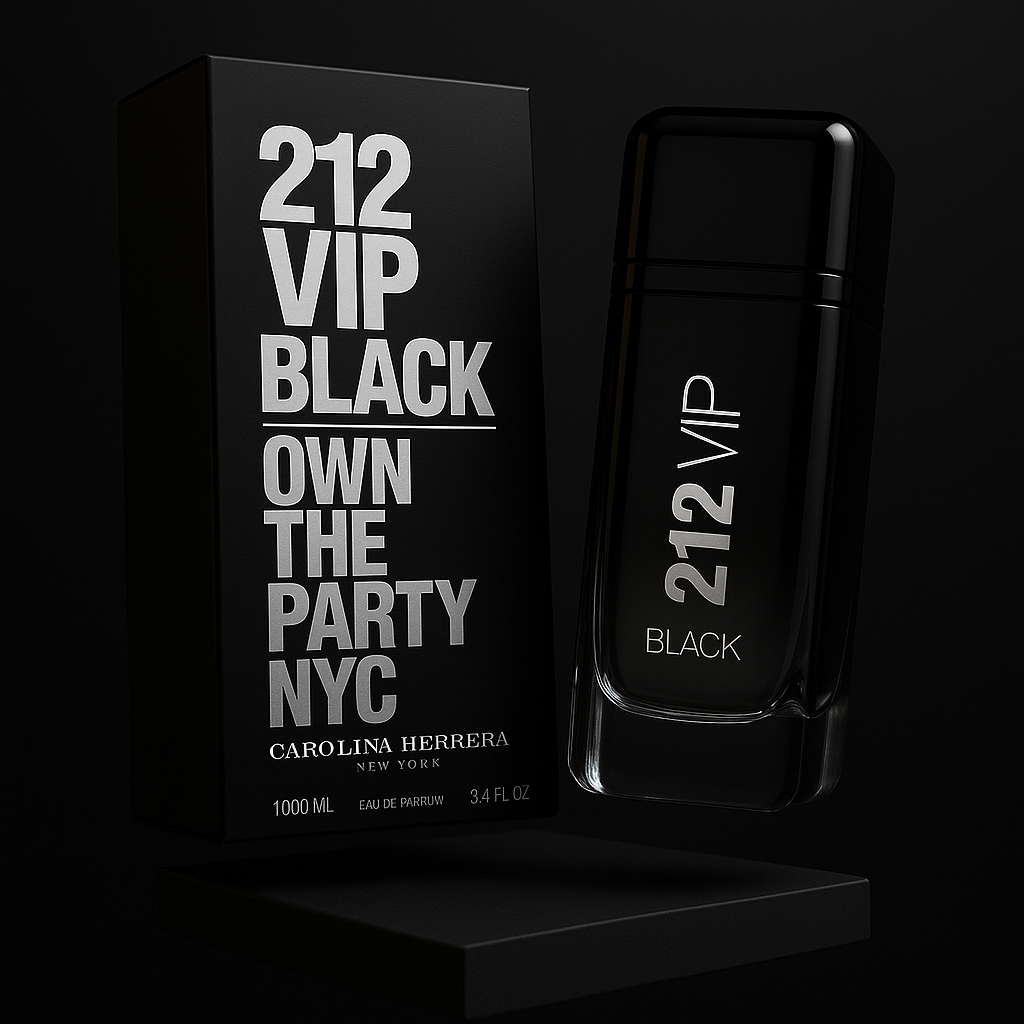 212
VIP
BLACK
OWN
THE
PARTY
NYC
CAROLINA HERRERA
NEW YORK
1000 ML EAU DE PARRUW 3.4 FL OZ
212 VIP
BLACK